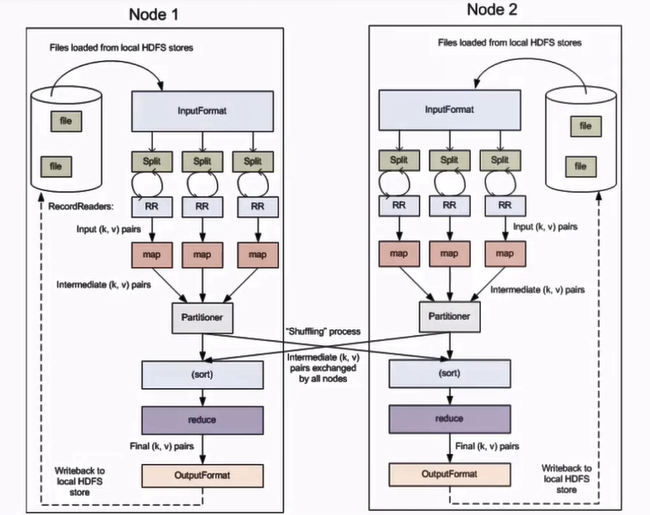 Node 1
Files loaded from local HDFS stores
file
file
InputFormat
Split
Split
Split
RecordReaders:
RR
RR
RR
Input (k, v) pairs
map
map
map
Intermediate (k, v) pairs
Partitioner
(sort)
reduce
Final (k, v) pairs
OutputFormat
Writeback to
local HDFS
store
"Shuffling" process
Intermediate (k, v)
pairs exchanged
by all nodes
Node 2
Files loaded from local HDFS stores
InputFormat
file
file
Split
Split
Split
RR
RR
RR
Input (k, v) pairs
map
map
map
Intermediate (k, v) pairs
Partitioner
(sort)
reduce
Final (k, v) pairs
OutputFormat
Writeback to
local HDFS
store